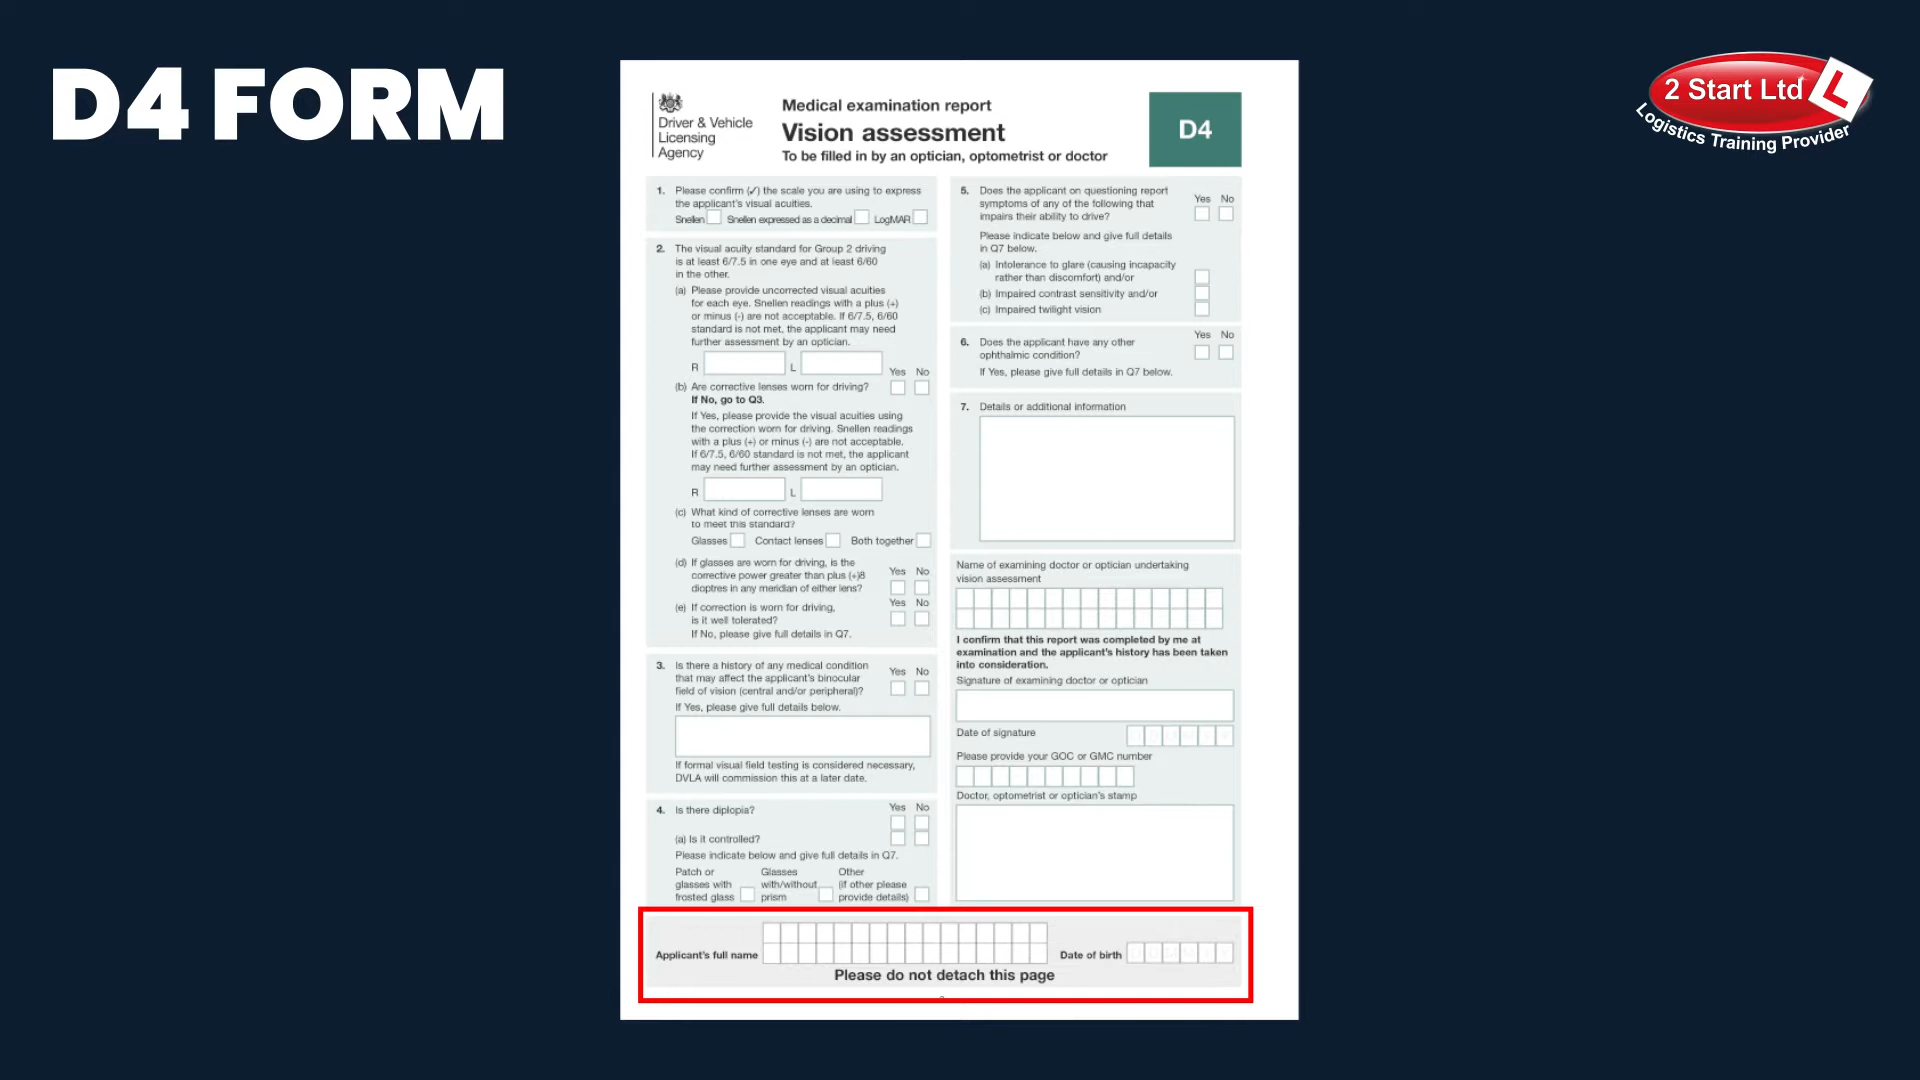 D4 FORM
2 Start Ltd
L
Logistics Training Provider
Driver & Vehicle
Licensing
Agency
Medical examination report
Vision assessment
To be filled in by an optician, optometrist or doctor
D4
1. Please confirm (✓) the scale you are using to express
the applicant's visual acuities.
Snellen Snellen expressed as a decimal LogMAR
2. The visual acuity standard for Group 2 driving
is at least 6/7.5 in one eye and at least 6/60
in the other.
(a) Please provide uncorrected visual acuities
for each eye. Snellen readings with a plus (+)
or minus (-) are not acceptable. If 6/7.5, 6/60
standard is not met, the applicant may need
further assessment by an optician.
R L
Yes No
(b) Are corrective lenses worn for driving?
If No, go to Q3.
If Yes, please provide the visual acuities using
the correction worn for driving. Snellen readings
with a plus (+) or minus (-) are not acceptable.
If 6/7.5, 6/60 standard is not met, the applicant
may need further assessment by an optician.
R L
(c) What kind of corrective lenses are worn
to meet this standard?
Glasses Contact lenses Both together
(d) If glasses are worn for driving, is the
corrective power greater than plus (+)8
dioptres in any meridian of either lens?
Yes No
(e) If correction is worn for driving,
is it well tolerated?
If No, please give full details in Q7.
Yes No
3. Is there a history of any medical condition
that may affect the applicant's binocular
field of vision (central and/or peripheral)?
Yes No
If Yes, please give full details below.
If formal visual field testing is considered necessary,
DVLA will commission this at a later date.
4. Is there diplopia?
Yes No
(a) Is it controlled?
Please indicate below and give full details in Q7.
Patch or
glasses with
frosted glass
Glasses
with/without
prism
Other
(if other please
provide details)
5. Does the applicant on questioning report
symptoms of any of the following that
impairs their ability to drive?
Yes No
Please indicate below and give full details
in Q7 below.
(a) Intolerance to glare (causing incapacity
rather than discomfort) and/or
(b) Impaired contrast sensitivity and/or
(c) Impaired twilight vision
Yes No
6. Does the applicant have any other
ophthalmic condition?
If Yes, please give full details in Q7 below.
7. Details or additional information
Name of examining doctor or optician undertaking
vision assessment
I confirm that this report was completed by me at
examination and the applicant's history has been taken
into consideration.
Signature of examining doctor or optician
Date of signature
Please provide your GOC or GMC number
Doctor, optometrist or optician's stamp
Applicant's full name
Date of birth
Please do not detach this page